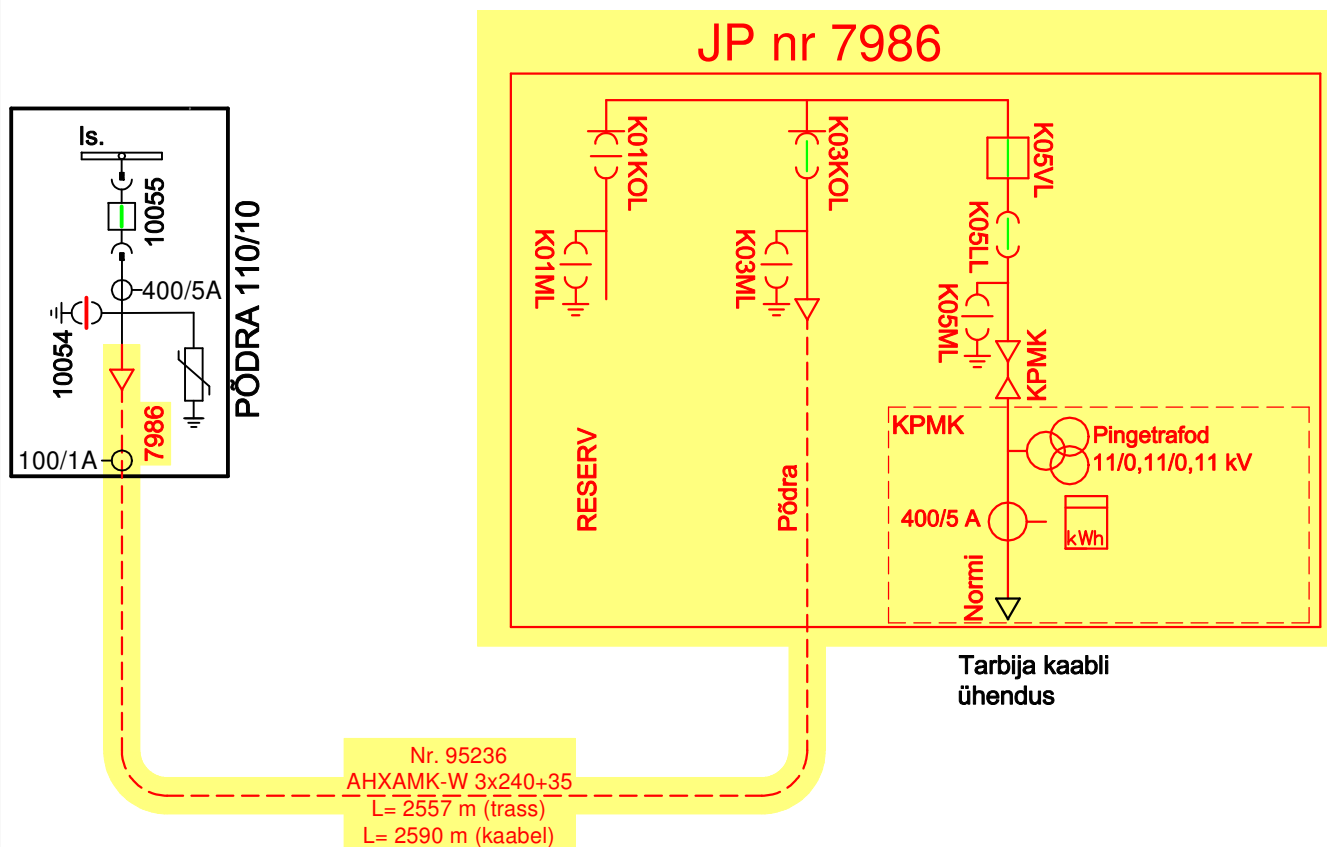 JP nr 7986
Is.
10055
400/5A
10054
PÕDRA 110/10
7986
100/1A
K01KOL
K01ML
RESERV
K03KOL
K03ML
Põdra
K05VL
K05LL
K05ML
KPMK
KPMK
Pingetrafod
11/0,11/0,11 kV
400/5 A
kWh
Normi
Tarbija kaabli
ühendus
Nr. 95236
AHXAMK-W 3x240+35
L= 2557 m (trass)
L= 2590 m (kaabel)